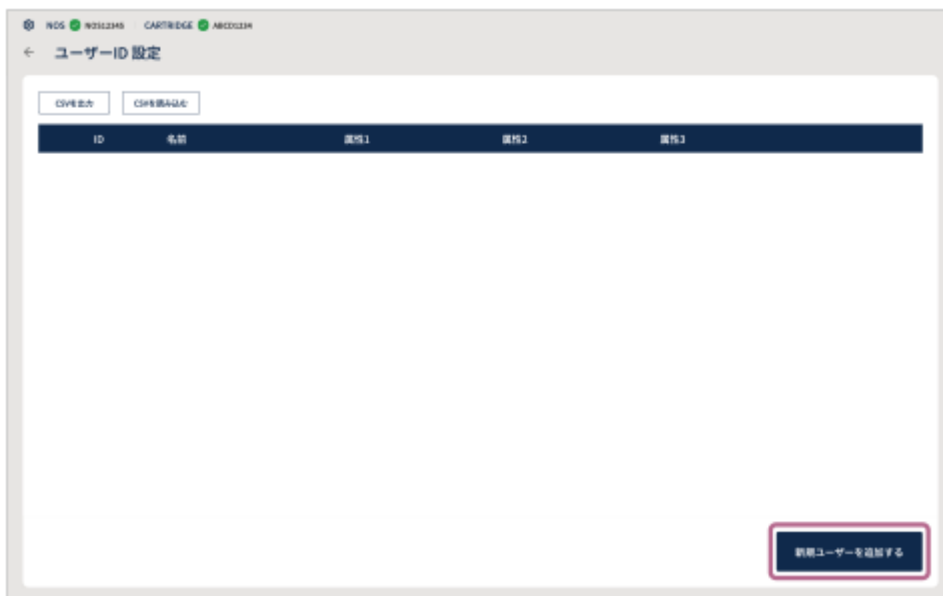 NOS NOS12345 CARTRIDGE ABCD1234
← ユーザーID 設定
CSVを出力 CSVを読み込む
ID 名前 属性1 属性2 属性3
新規ユーザーを追加する